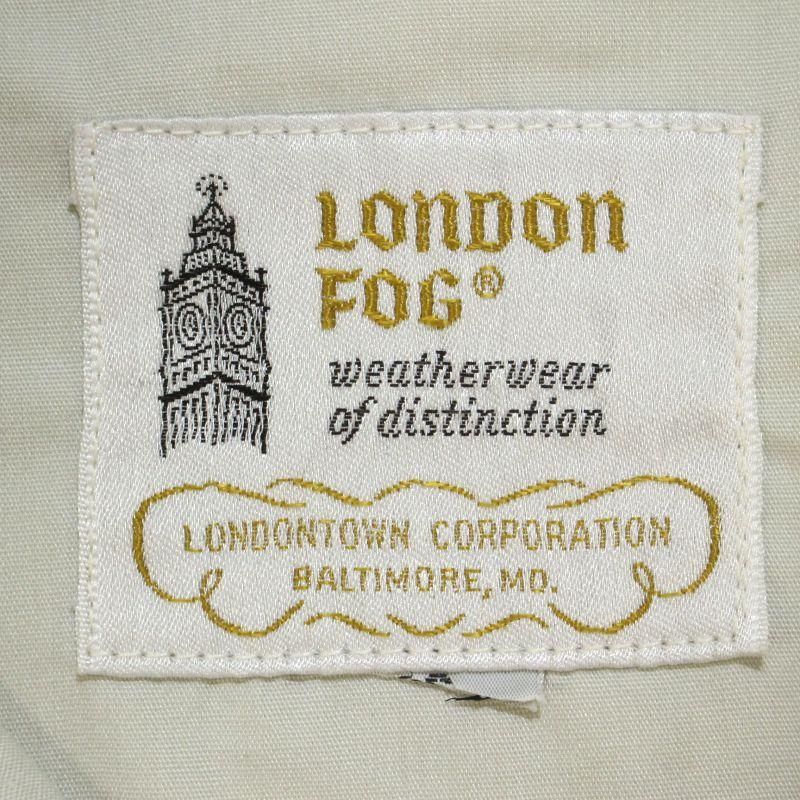 LONDON
FOG®
weatherwear
of distinction
LONDONTOWN CORPORATION
BALTIMORE, MD.